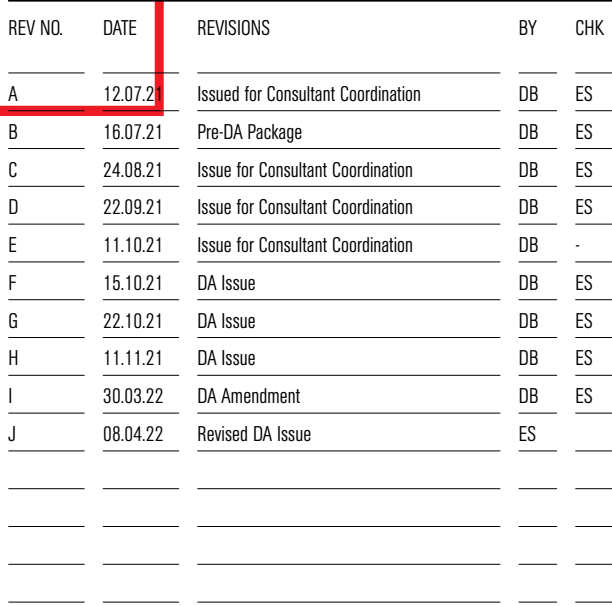 REV NO. DATE REVISIONS BY CHK
A 12.07.21 Issued for Consultant Coordination DB ES
B 16.07.21 Pre-DA Package DB ES
C 24.08.21 Issue for Consultant Coordination DB ES
D 22.09.21 Issue for Consultant Coordination DB ES
E 11.10.21 Issue for Consultant Coordination DB -
F 15.10.21 DA Issue DB ES
G 22.10.21 DA Issue DB ES
H 11.11.21 DA Issue DB ES
I 30.03.22 DA Amendment DB ES
J 08.04.22 Revised DA Issue ES